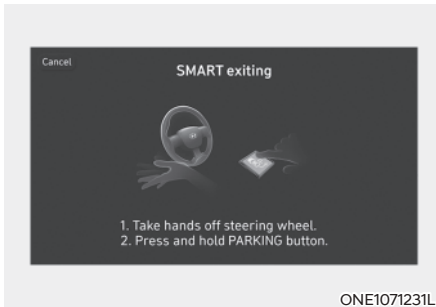 Cancel
SMART exiting
1. Take hands off steering wheel.
2. Press and hold PARKING button.
ONE1071231L